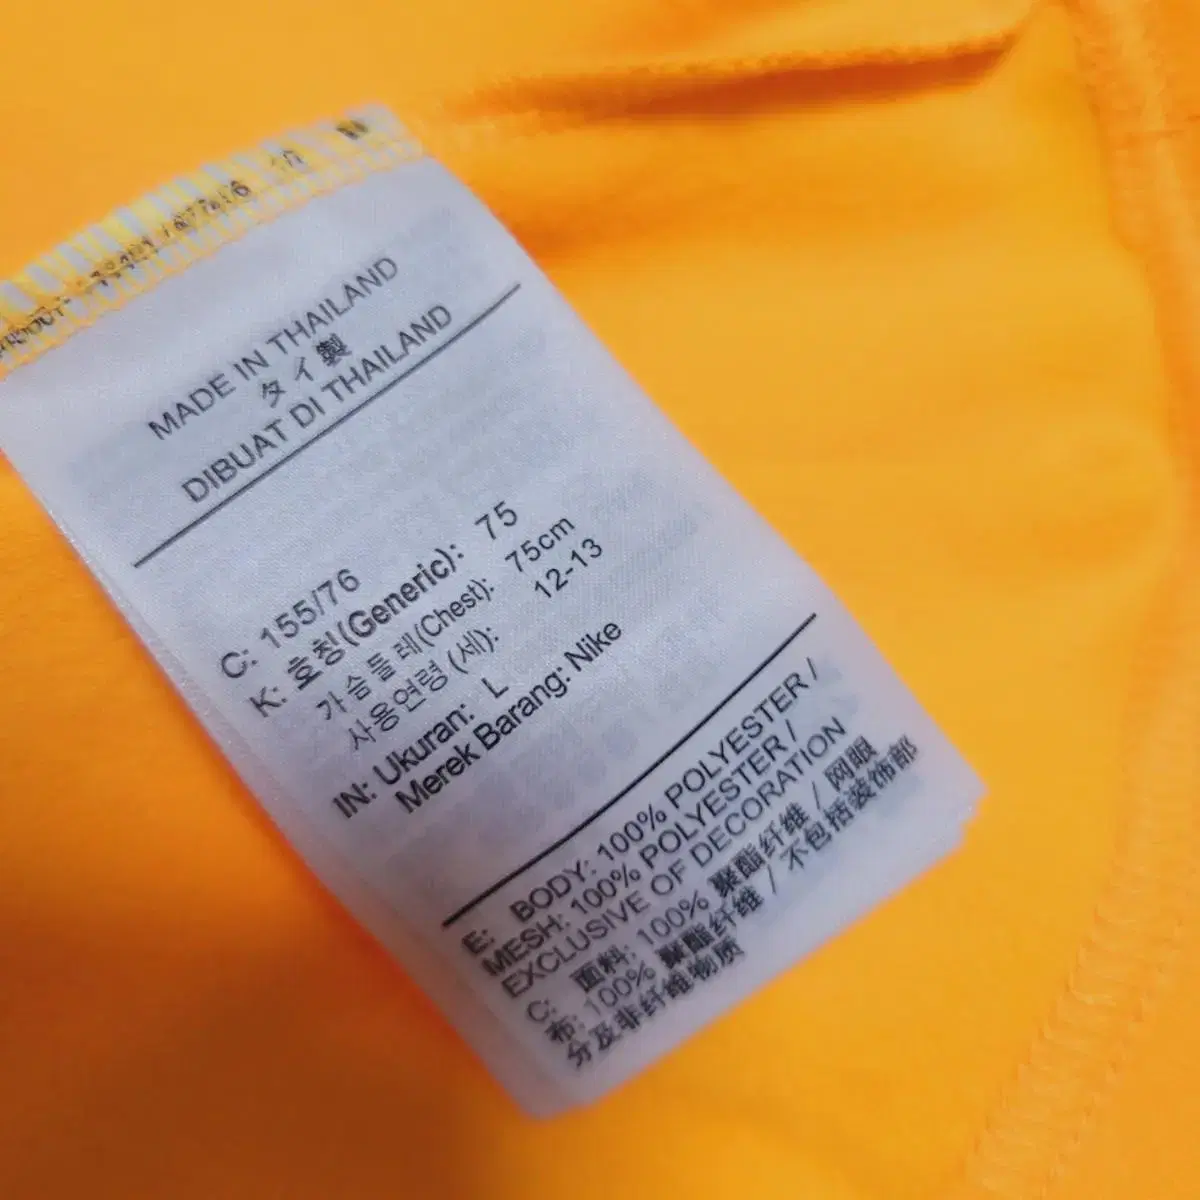 MADE IN THAILAND
タイ製
DIBUAT DI THAILAND
C: 155/76
K: 호칭(Generic): 75
가슴둘레(Chest): 75cm
사용연령 (세): 12-13
IN: Ukuran: L
Merek Barang: Nike
E: BODY: 100% POLYESTER /
MESH: 100% POLYESTER /
EXCLUSIVE OF DECORATION
C: 面料: 100% 聚酯纤维 / 网眼
布: 100% 聚酯纤维 / 不包括装饰部
分及非纤维物质